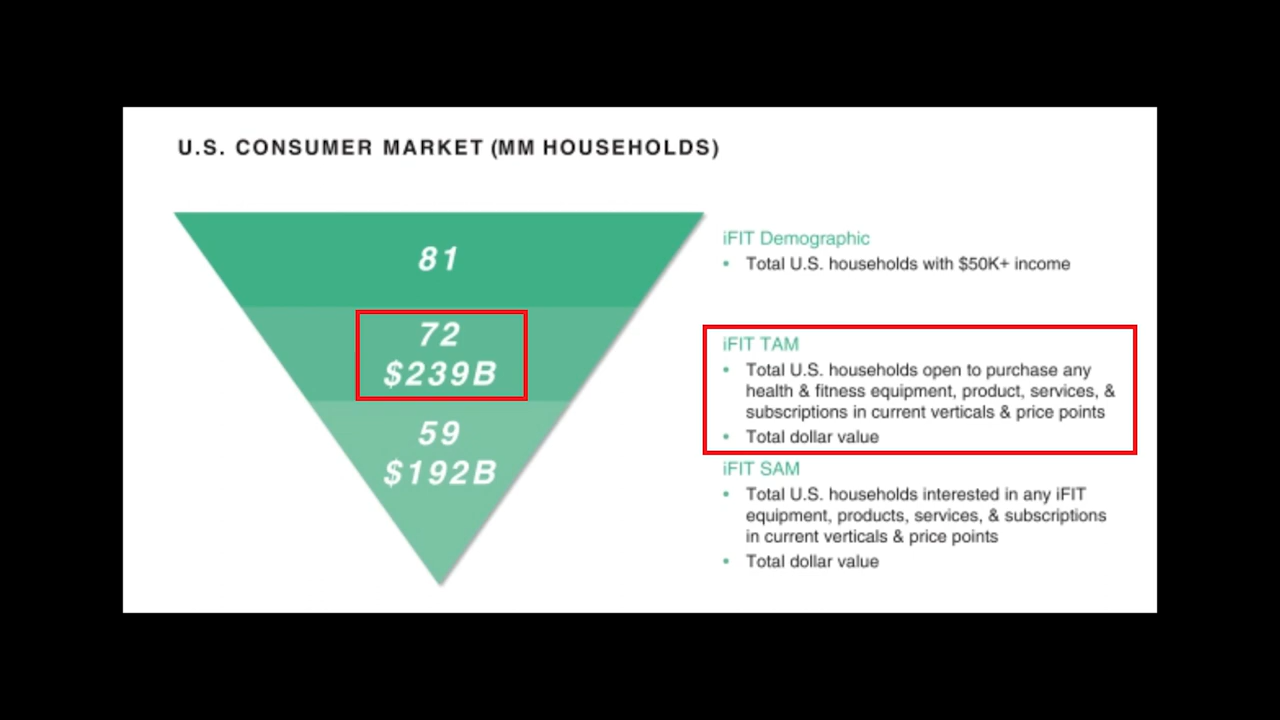 U.S. CONSUMER MARKET (MM HOUSEHOLDS)
81
72
$239B
59
$192B
iFIT Demographic
• Total U.S. households with $50K+ income
iFIT TAM
• Total U.S. households open to purchase any
health & fitness equipment, product, services, &
subscriptions in current verticals & price points
• Total dollar value
iFIT SAM
• Total U.S. households interested in any iFIT
equipment, products, services, & subscriptions
in current verticals & price points
• Total dollar value